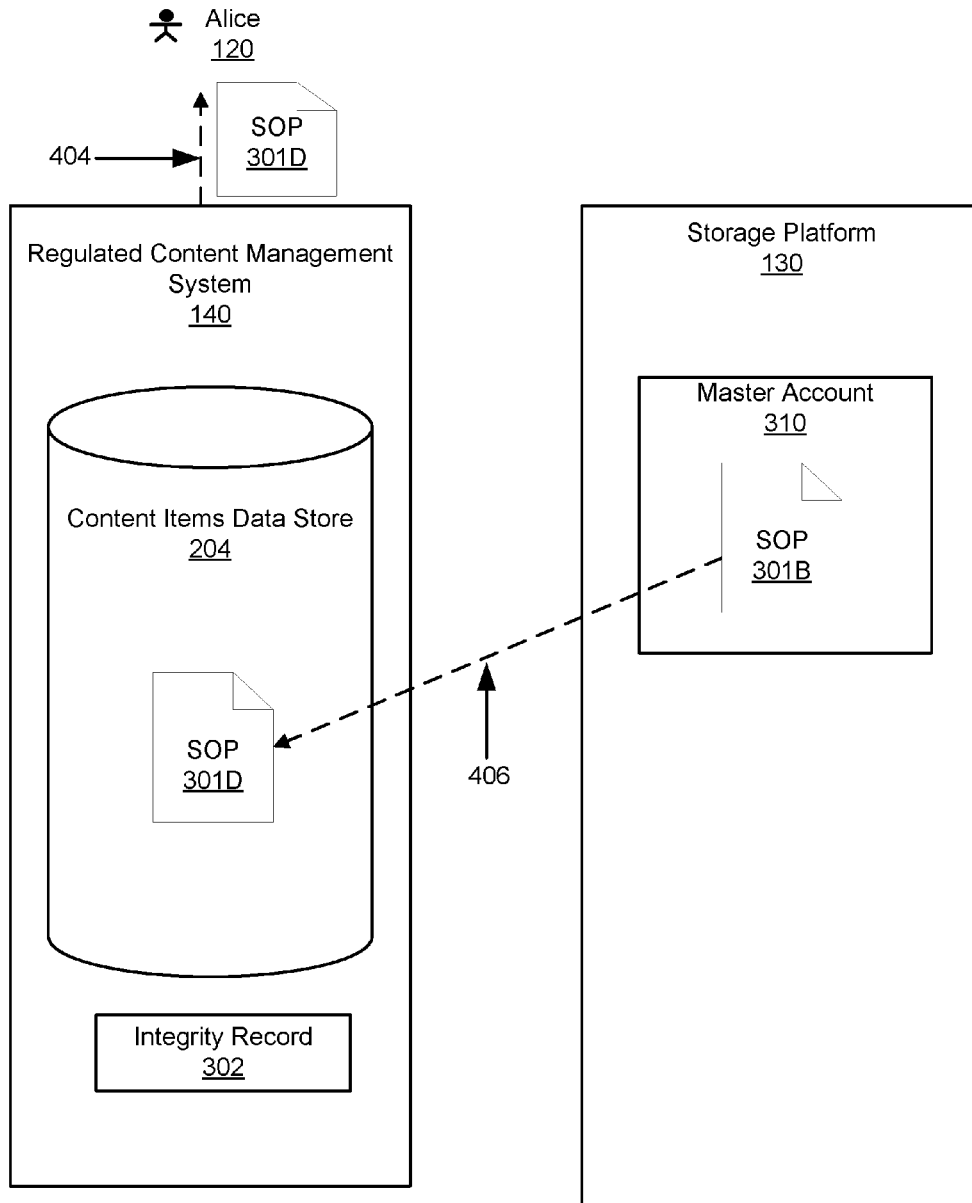 Alice
120
SOP
301D
404
Regulated Content Management
System
140
Content Items Data Store
204
SOP
301D
Integrity Record
302
Storage Platform
130
Master Account
310
SOP
301B
406